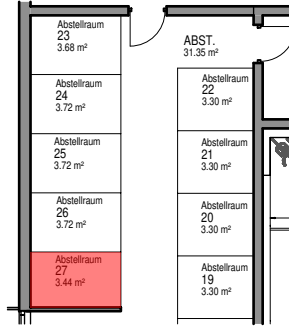 Abstellraum
23
3.68 m²
ABST.
31.35 m²
Abstellraum
24
3.72 m²
Abstellraum
22
3.30 m²
Abstellraum
25
3.72 m²
Abstellraum
21
3.30 m²
Abstellraum
26
3.72 m²
Abstellraum
20
3.30 m²
Abstellraum
27
3.44 m²
Abstellraum
19
3.30 m²